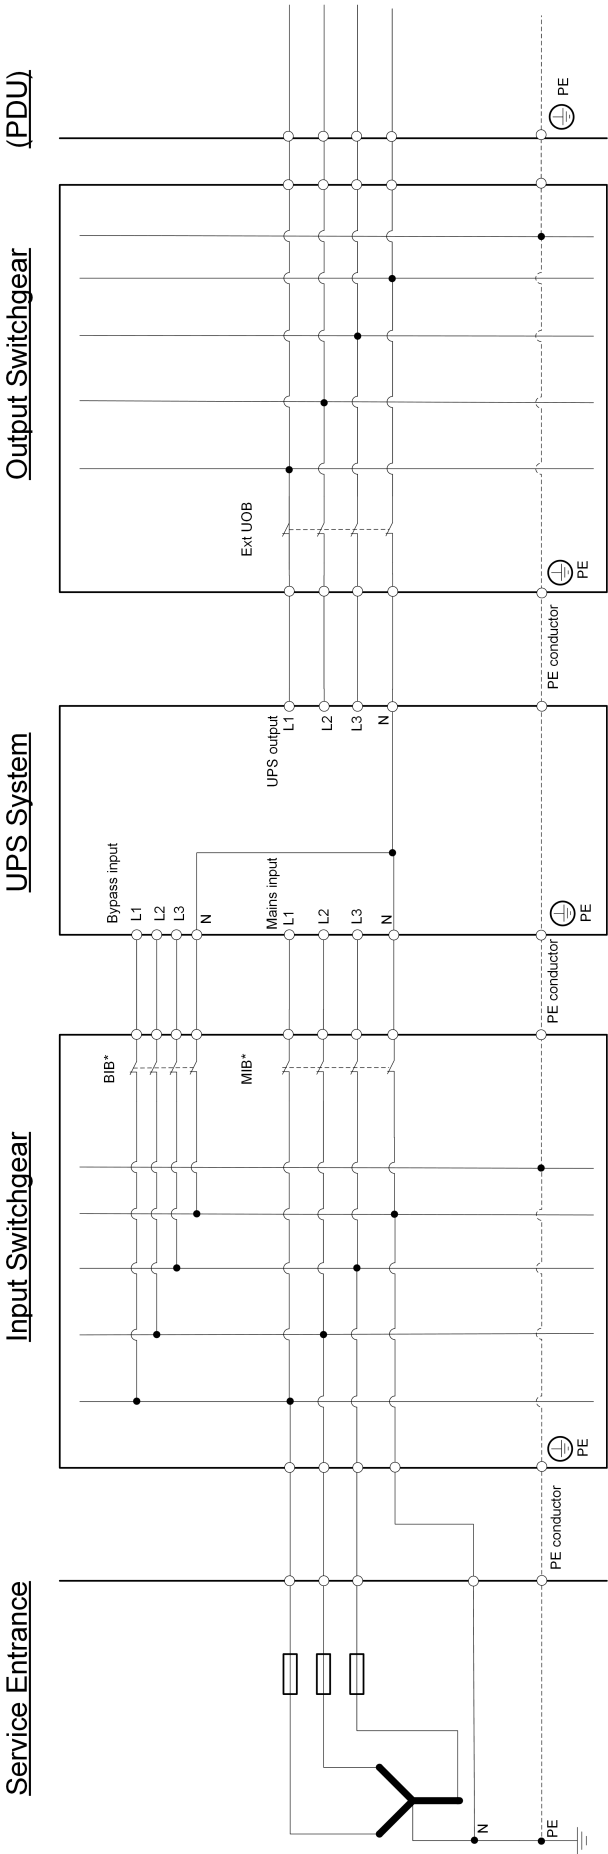 Service Entrance
Input Switchgear
UPS System
Output Switchgear
(PDU)
N
PE
PE conductor
PE
BIB*
MIB*
PE conductor
Bypass input
L1
L2
L3
N
Mains input
L1
L2
L3
N
PE
UPS output
L1
L2
L3
N
PE conductor
PE
Ext UOB
PE